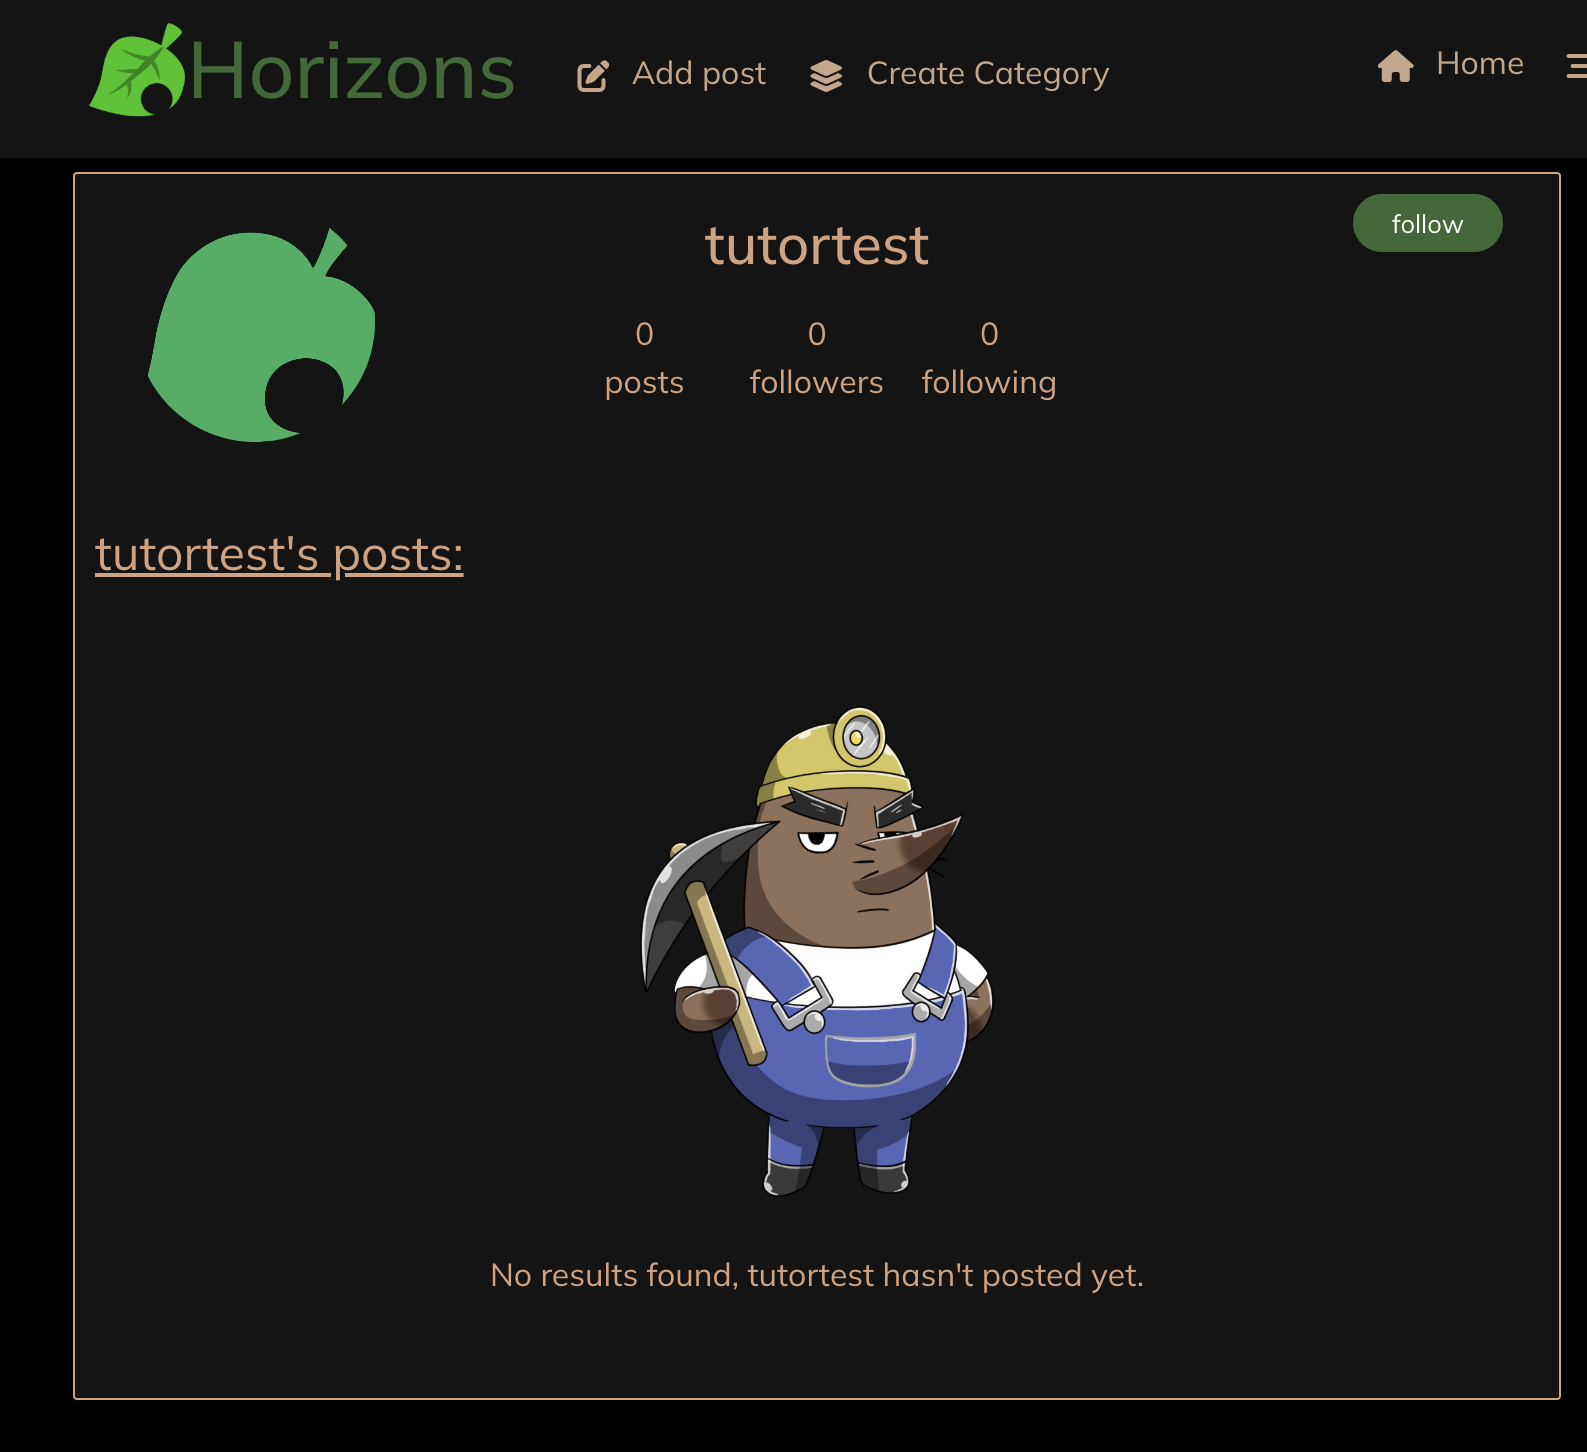 Horizons
Add post
Create Category
Home
follow
tutortest
0 0 0
posts followers following
tutortest's posts:
No results found, tutortest hasn't posted yet.